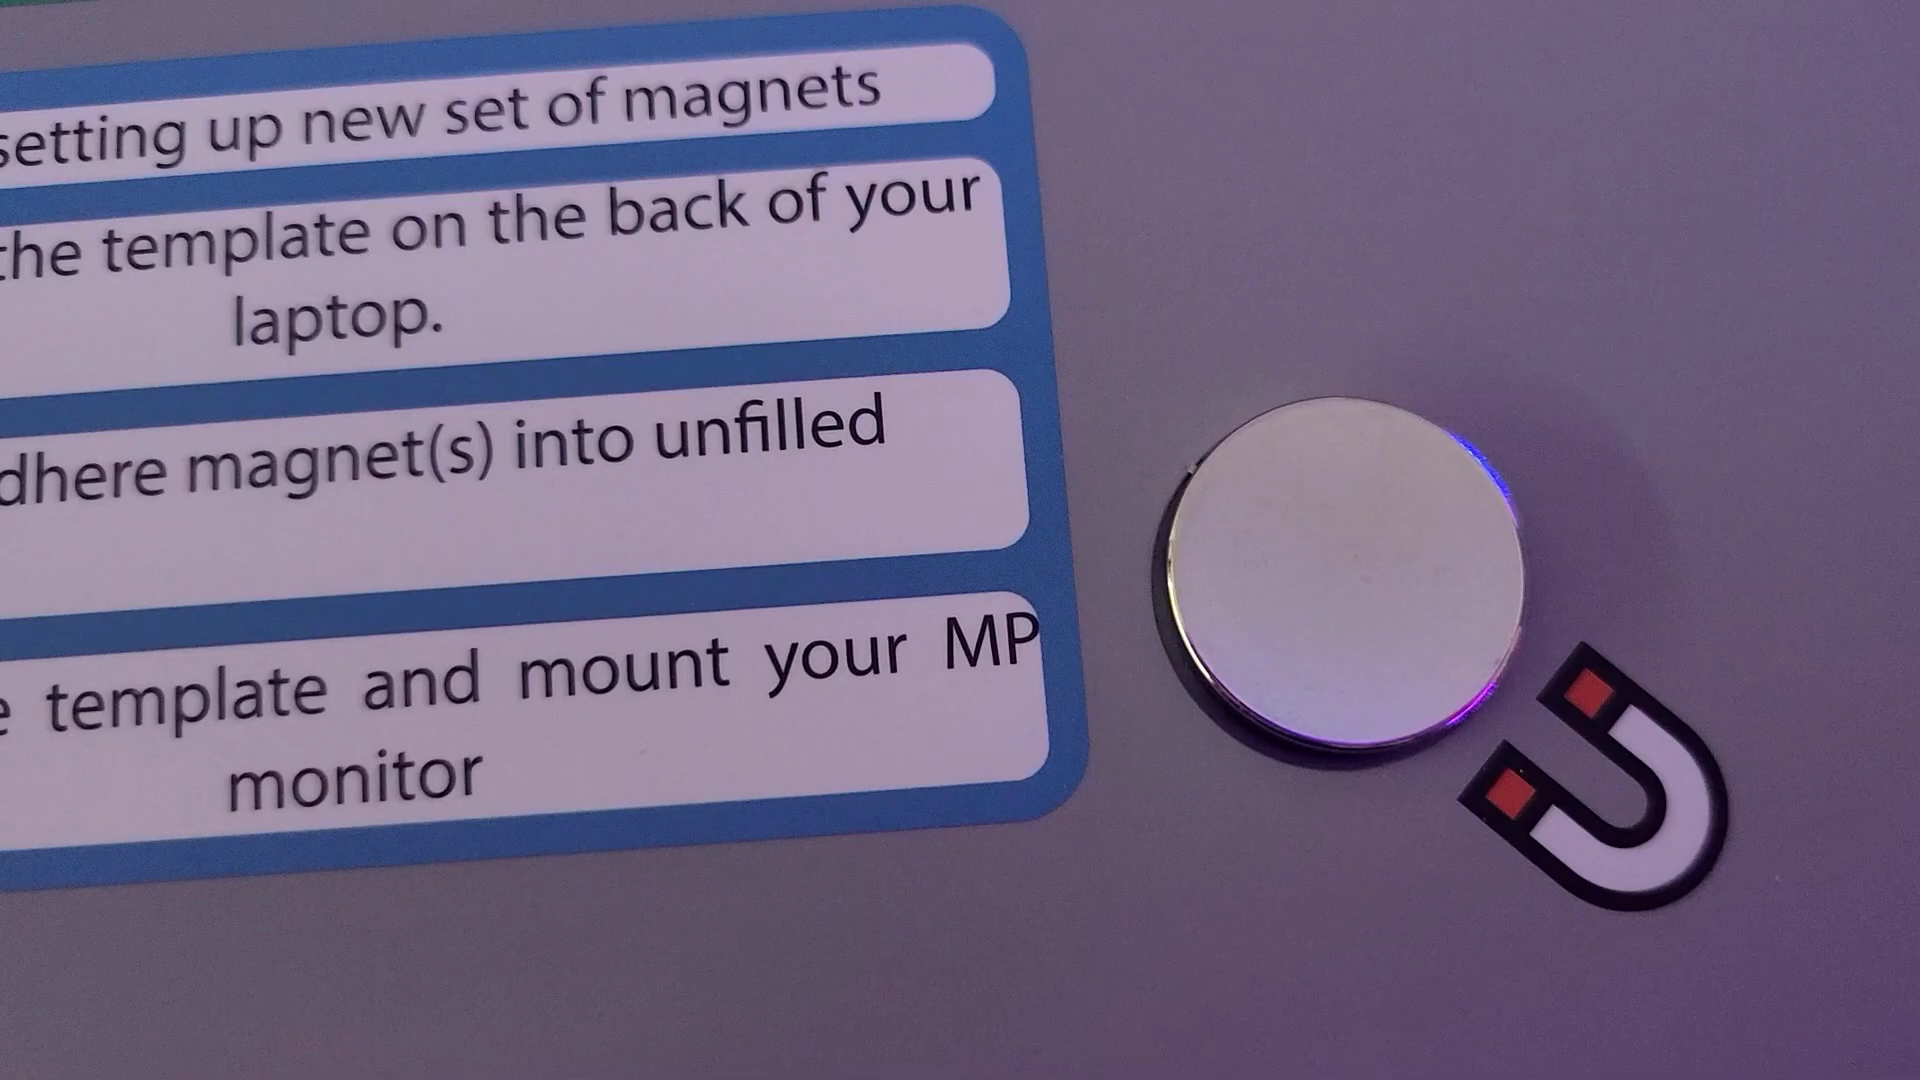 setting up new set of magnets
the template on the back of your
laptop.
dhere magnet(s) into unfilled
template and mount your MP
monitor